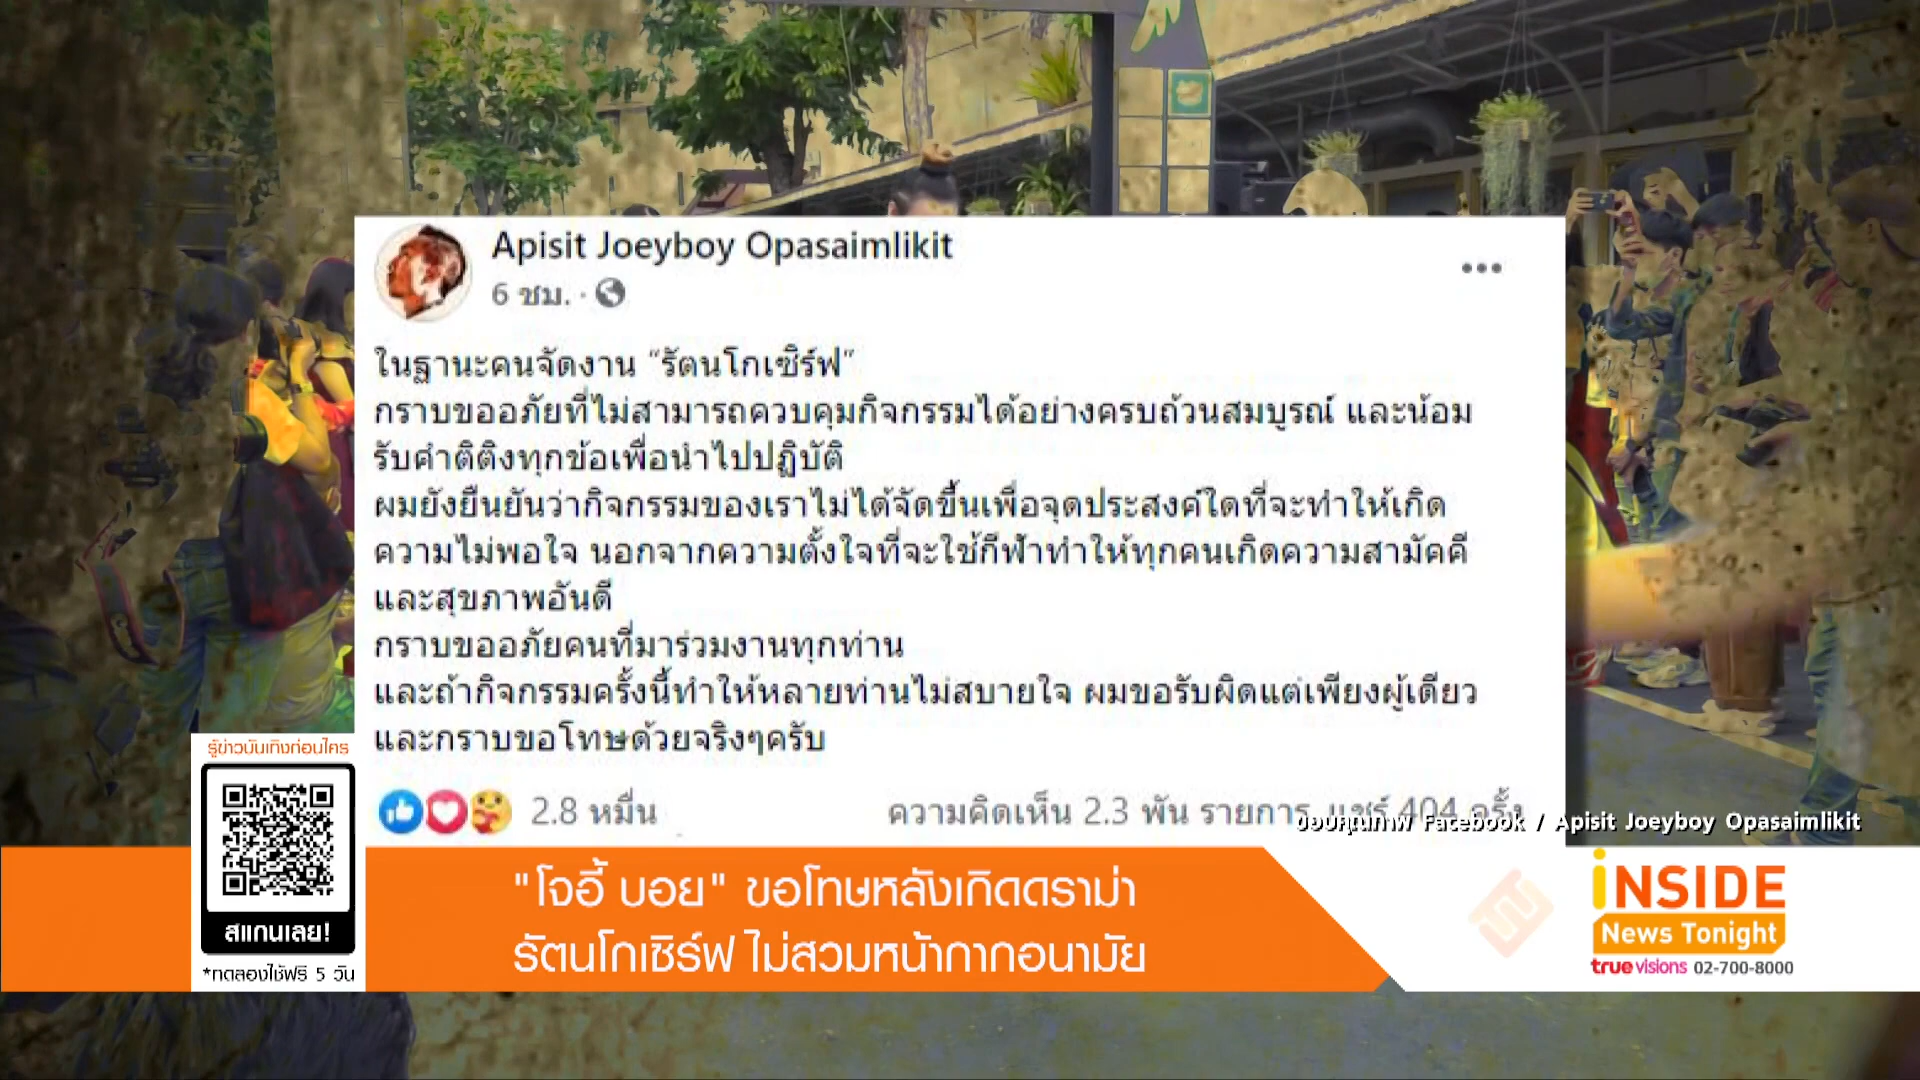 Apisit Joeyboy Opasaimlikit
6 ชม. ·
ในฐานะคนจัดงาน “รัตนโกเซิร์ฟ”
กราบขออภัยที่ไม่สามารถควบคุมกิจกรรมได้อย่างครบถ้วนสมบูรณ์ และน้อม
รับคำติติงทุกข้อเพื่อนำไปปฏิบัติ
ผมยังยืนยันว่ากิจกรรมของเราไม่ได้จัดขึ้นเพื่อจุดประสงค์ใดที่จะทำให้เกิด
ความไม่พอใจ นอกจากความตั้งใจที่จะใช้กีฬาทำให้ทุกคนเกิดความสามัคคี
และสุขภาพอันดี
กราบขออภัยคนที่มาร่วมงานทุกท่าน
และถ้ากิจกรรมครั้งนี้ทำให้หลายท่านไม่สบายใจ ผมขอรับผิดแต่เพียงผู้เดียว
และกราบขอโทษด้วยจริงๆครับ
2.8 หมื่น
ความคิดเห็น 2.3 พัน รายการ แชร์ 404 ครั้ง
ขอบคุณภาพ Facebook / Apisit Joeyboy Opasaimlikit
รู้ข่าวบันเทิงก่อนใคร
สแกนเลย!
*ทดลองใช้ฟรี 5 วัน
"โจอี้ บอย" ขอโทษหลังเกิดดราม่า
รัตนโกเซิร์ฟ ไม่สวมหน้ากากอนามัย
iNSIDE
News Tonight
truevisions 02-700-8000